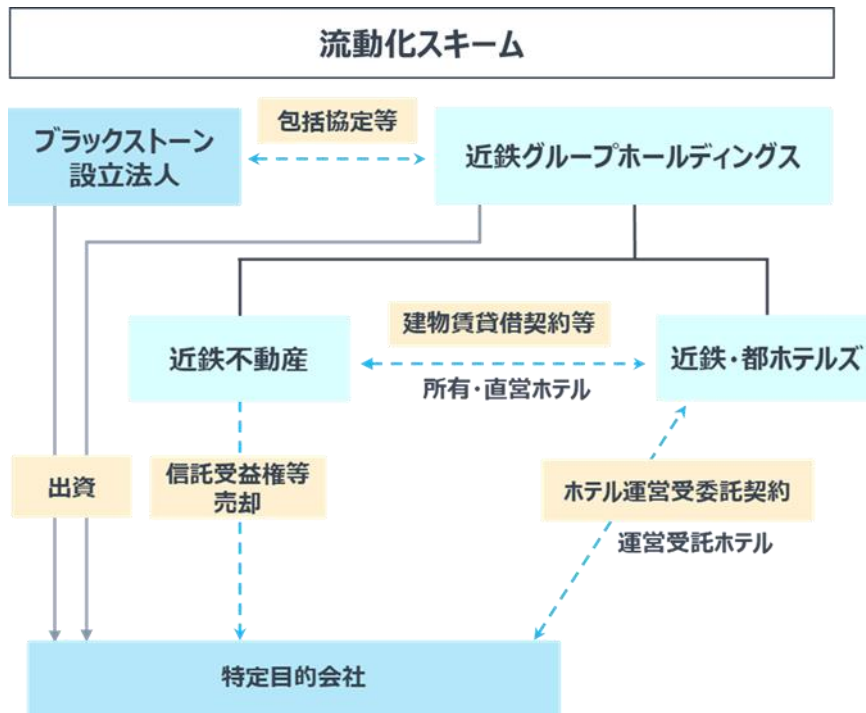 流動化スキーム
ブラックストーン
設立法人
包括協定等
近鉄グループホールディングス
近鉄不動産
建物賃貸借契約等
所有・直営ホテル
近鉄・都ホテルズ
出資
信託受益権等
売却
ホテル運営受委託契約
運営受託ホテル
特定目的会社